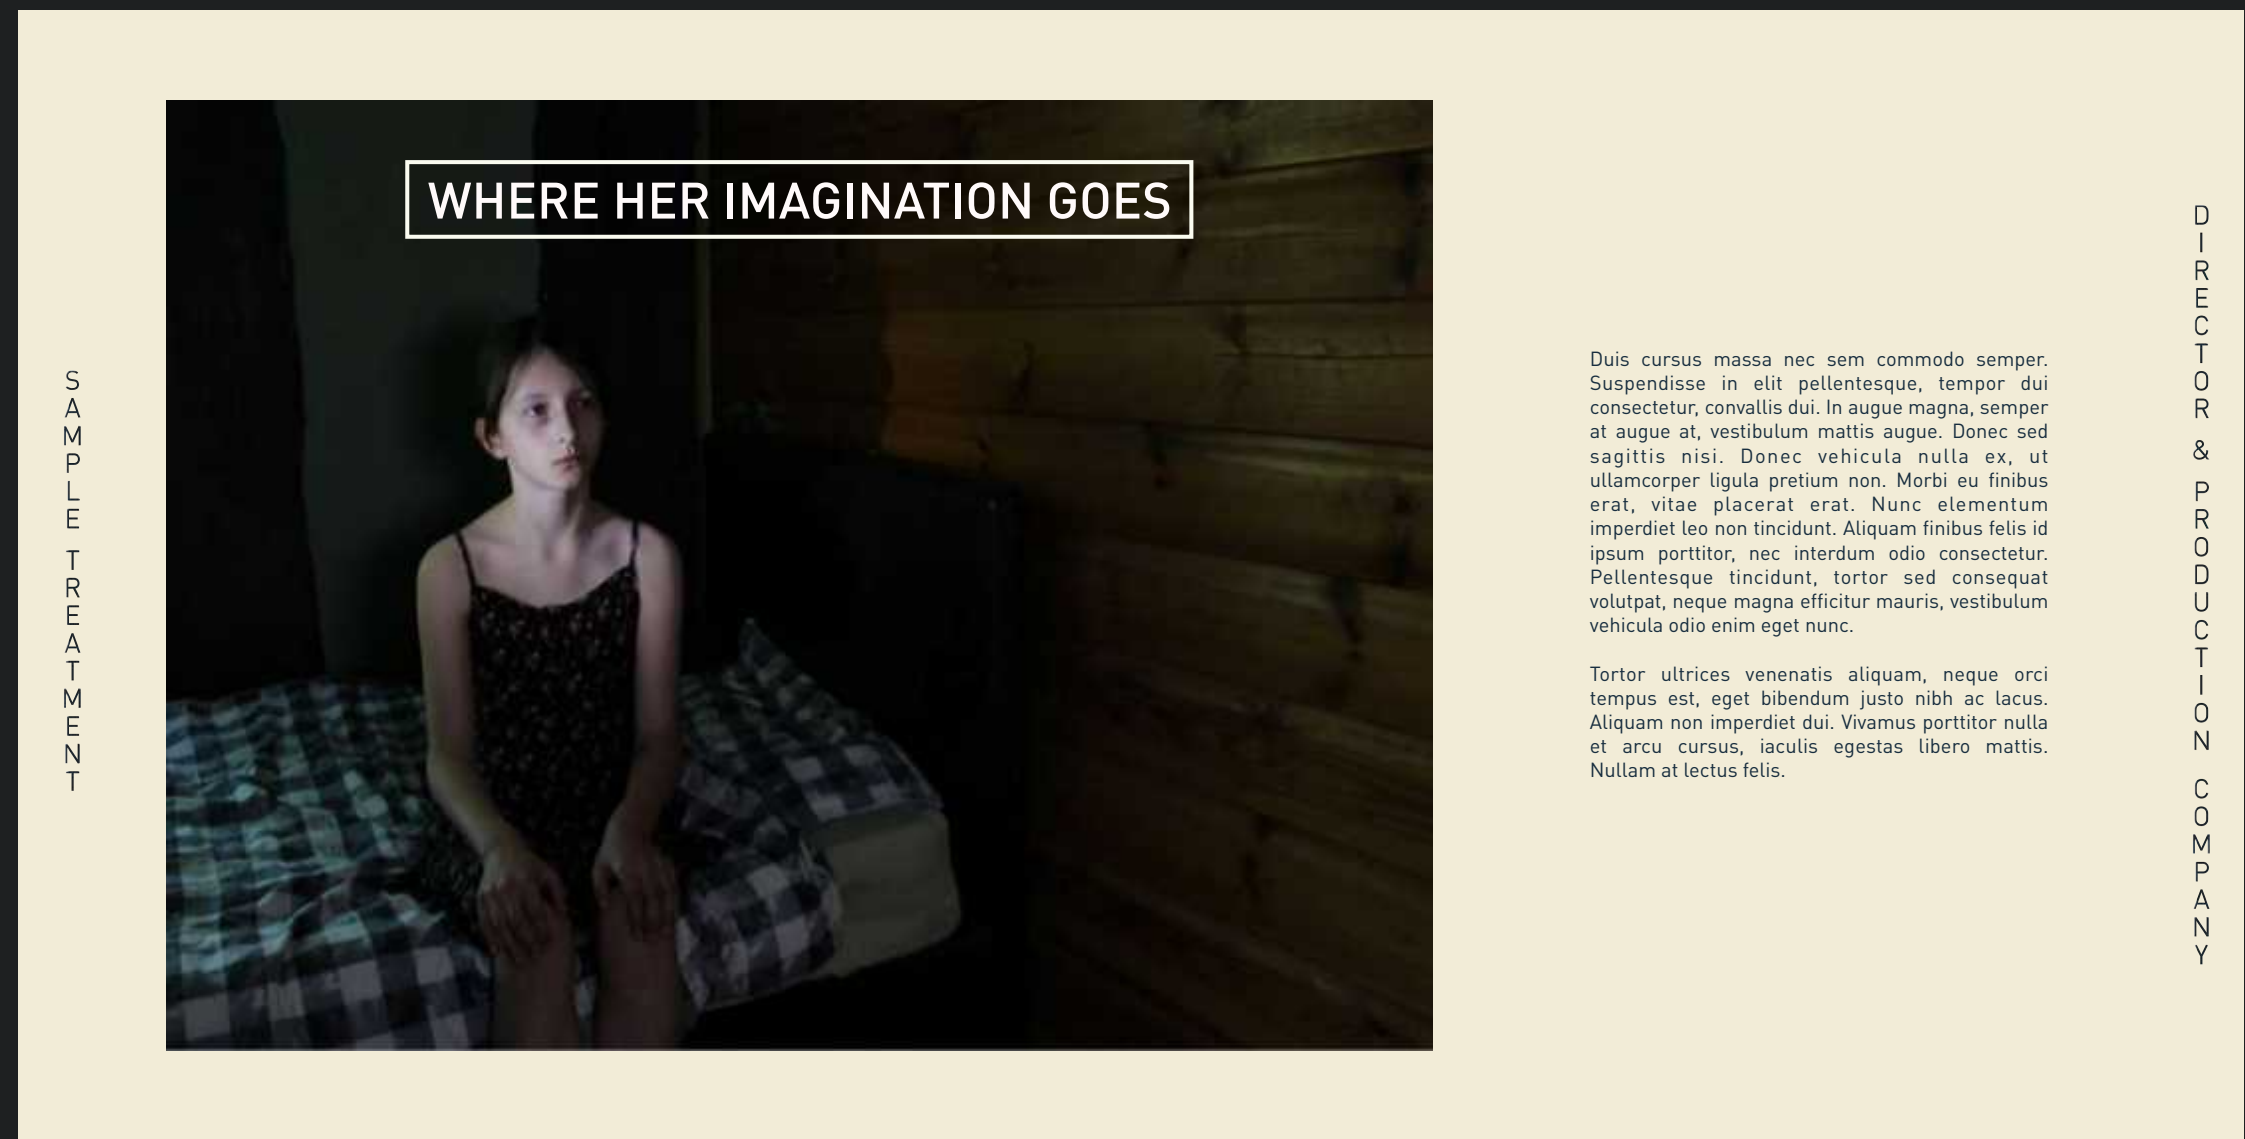 WHERE HER IMAGINATION GOES
SAMPLE TREATMENT
Duis cursus massa nec sem commodo semper.
Suspendisse in elit pellentesque, tempor dui
consectetur, convallis dui. In augue magna, semper
at augue at, vestibulum mattis augue. Donec sed
sagittis nisi. Donec vehicula nulla ex, ut
ullamcorper ligula pretium non. Morbi eu finibus
erat, vitae placerat erat. Nunc elementum
imperdiet leo non tincidunt. Aliquam finibus felis id
ipsum porttitor, nec interdum odio consectetur.
Pellentesque tincidunt, tortor sed consequat
volutpat, neque magna efficitur mauris, vestibulum
vehicula odio enim eget nunc.
Tortor ultrices venenatis aliquam, neque orci
tempus est, eget bibendum justo nibh ac lacus.
Aliquam non imperdiet dui. Vivamus porttitor nulla
et arcu cursus, iaculis egestas libero mattis.
Nullam at lectus felis.
DIRECTOR & PRODUCTION COMPANY